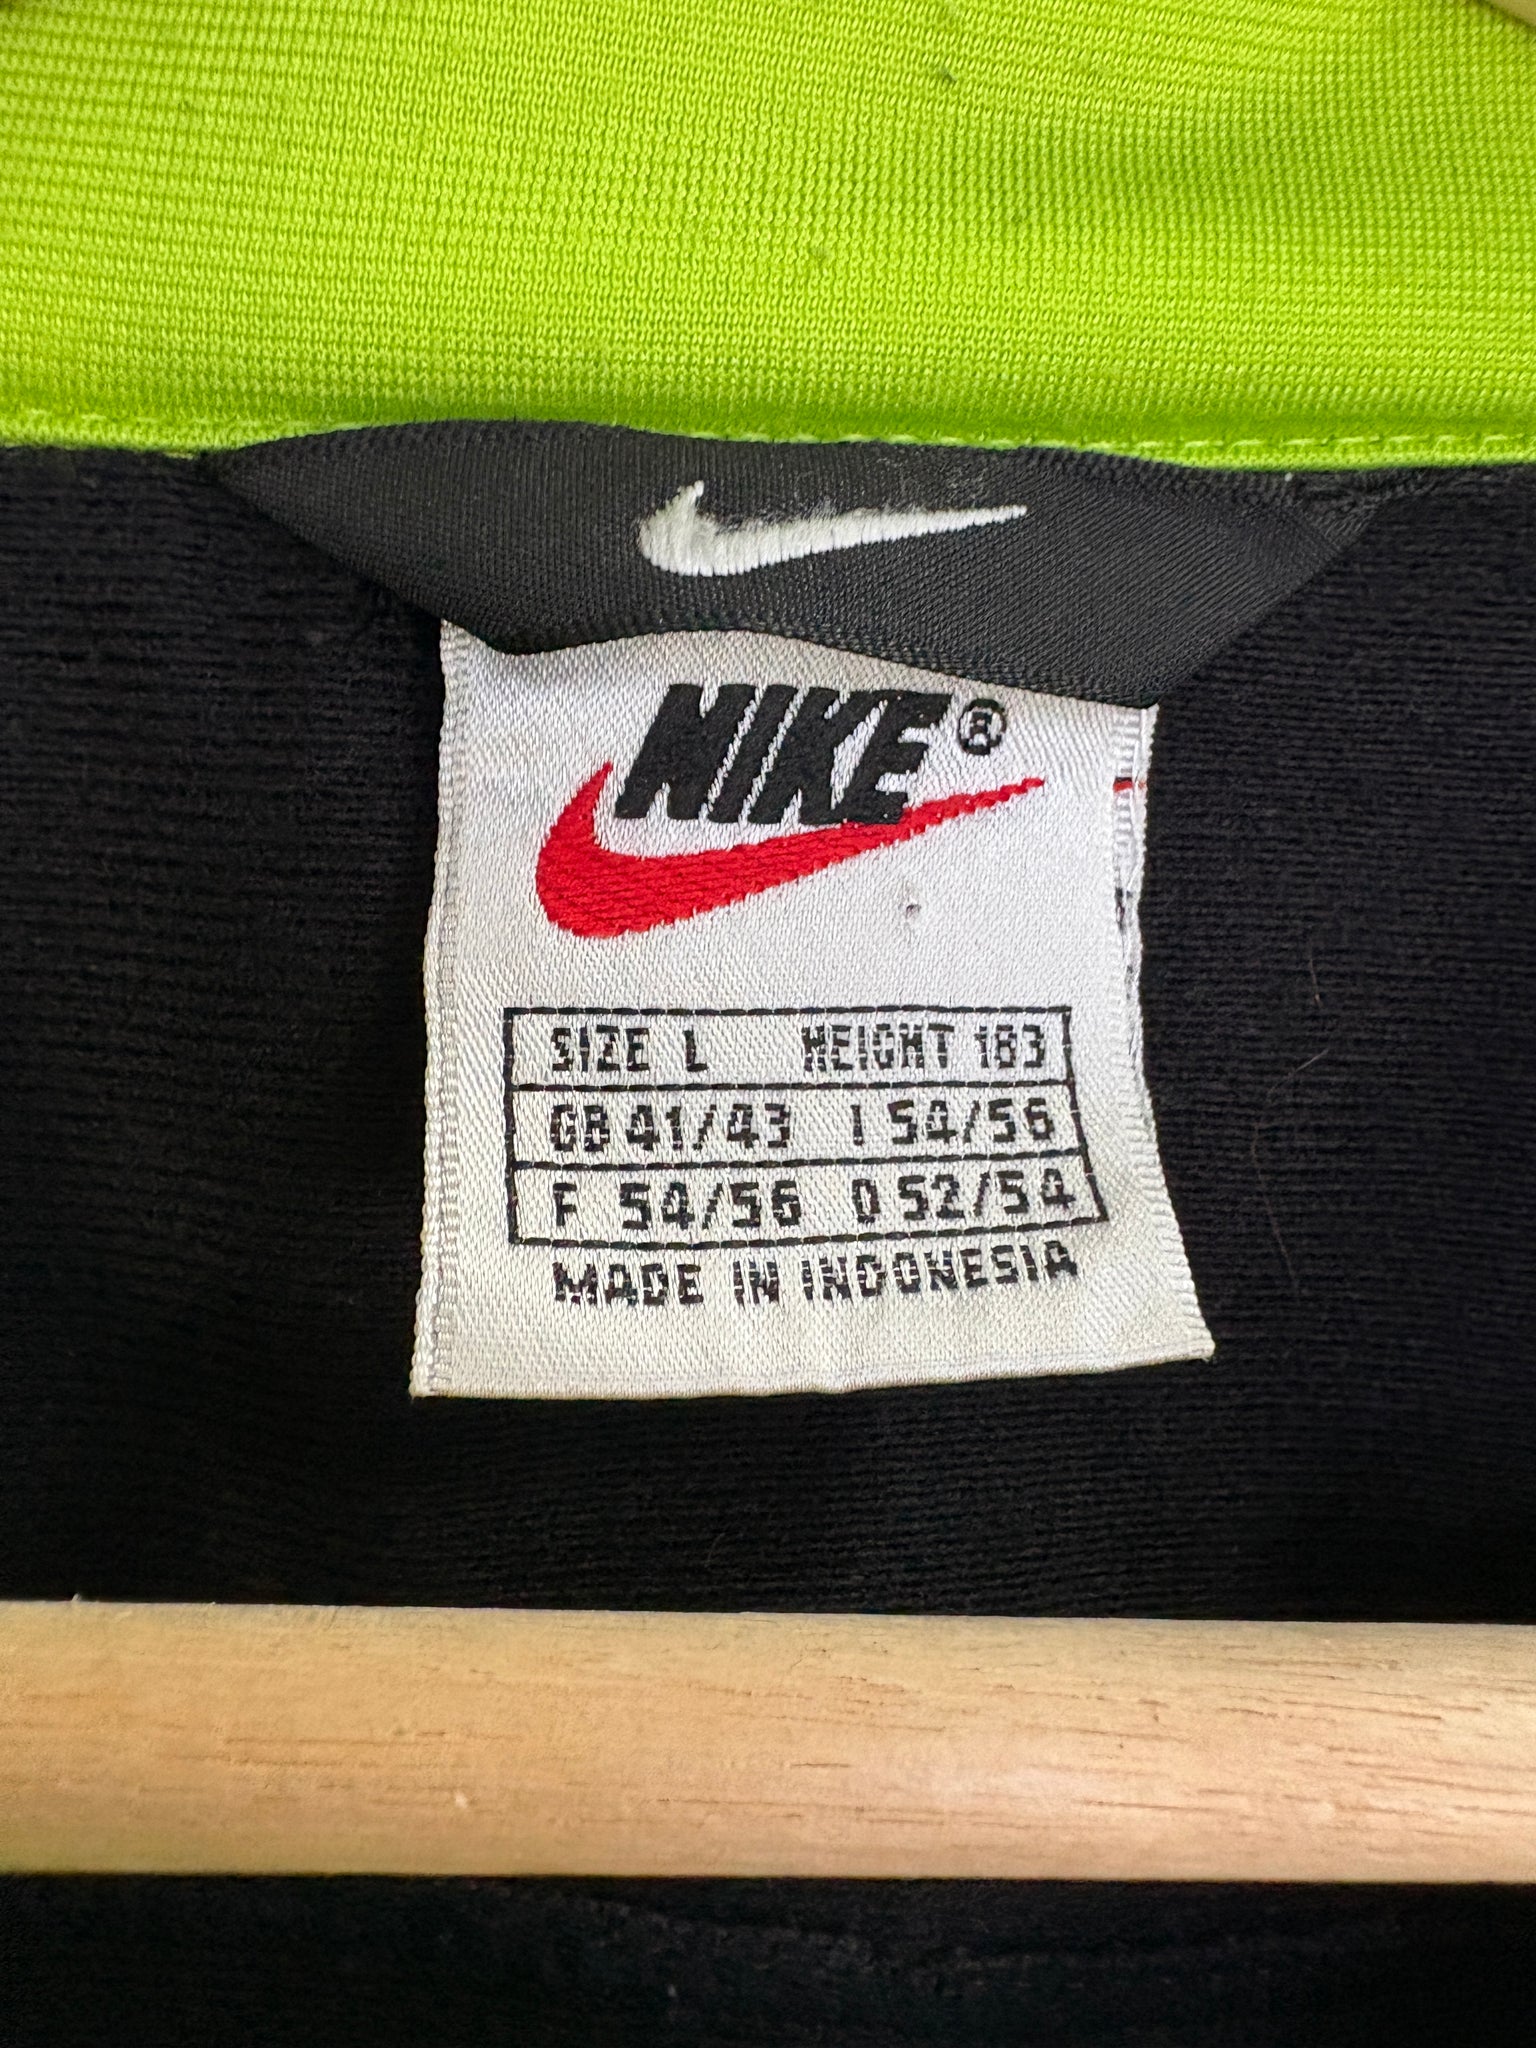 NIKE®
SIZE L HEIGHT 183
GB 41/43 I 54/56
F 54/56 D 52/54
MADE IN INDONESIA